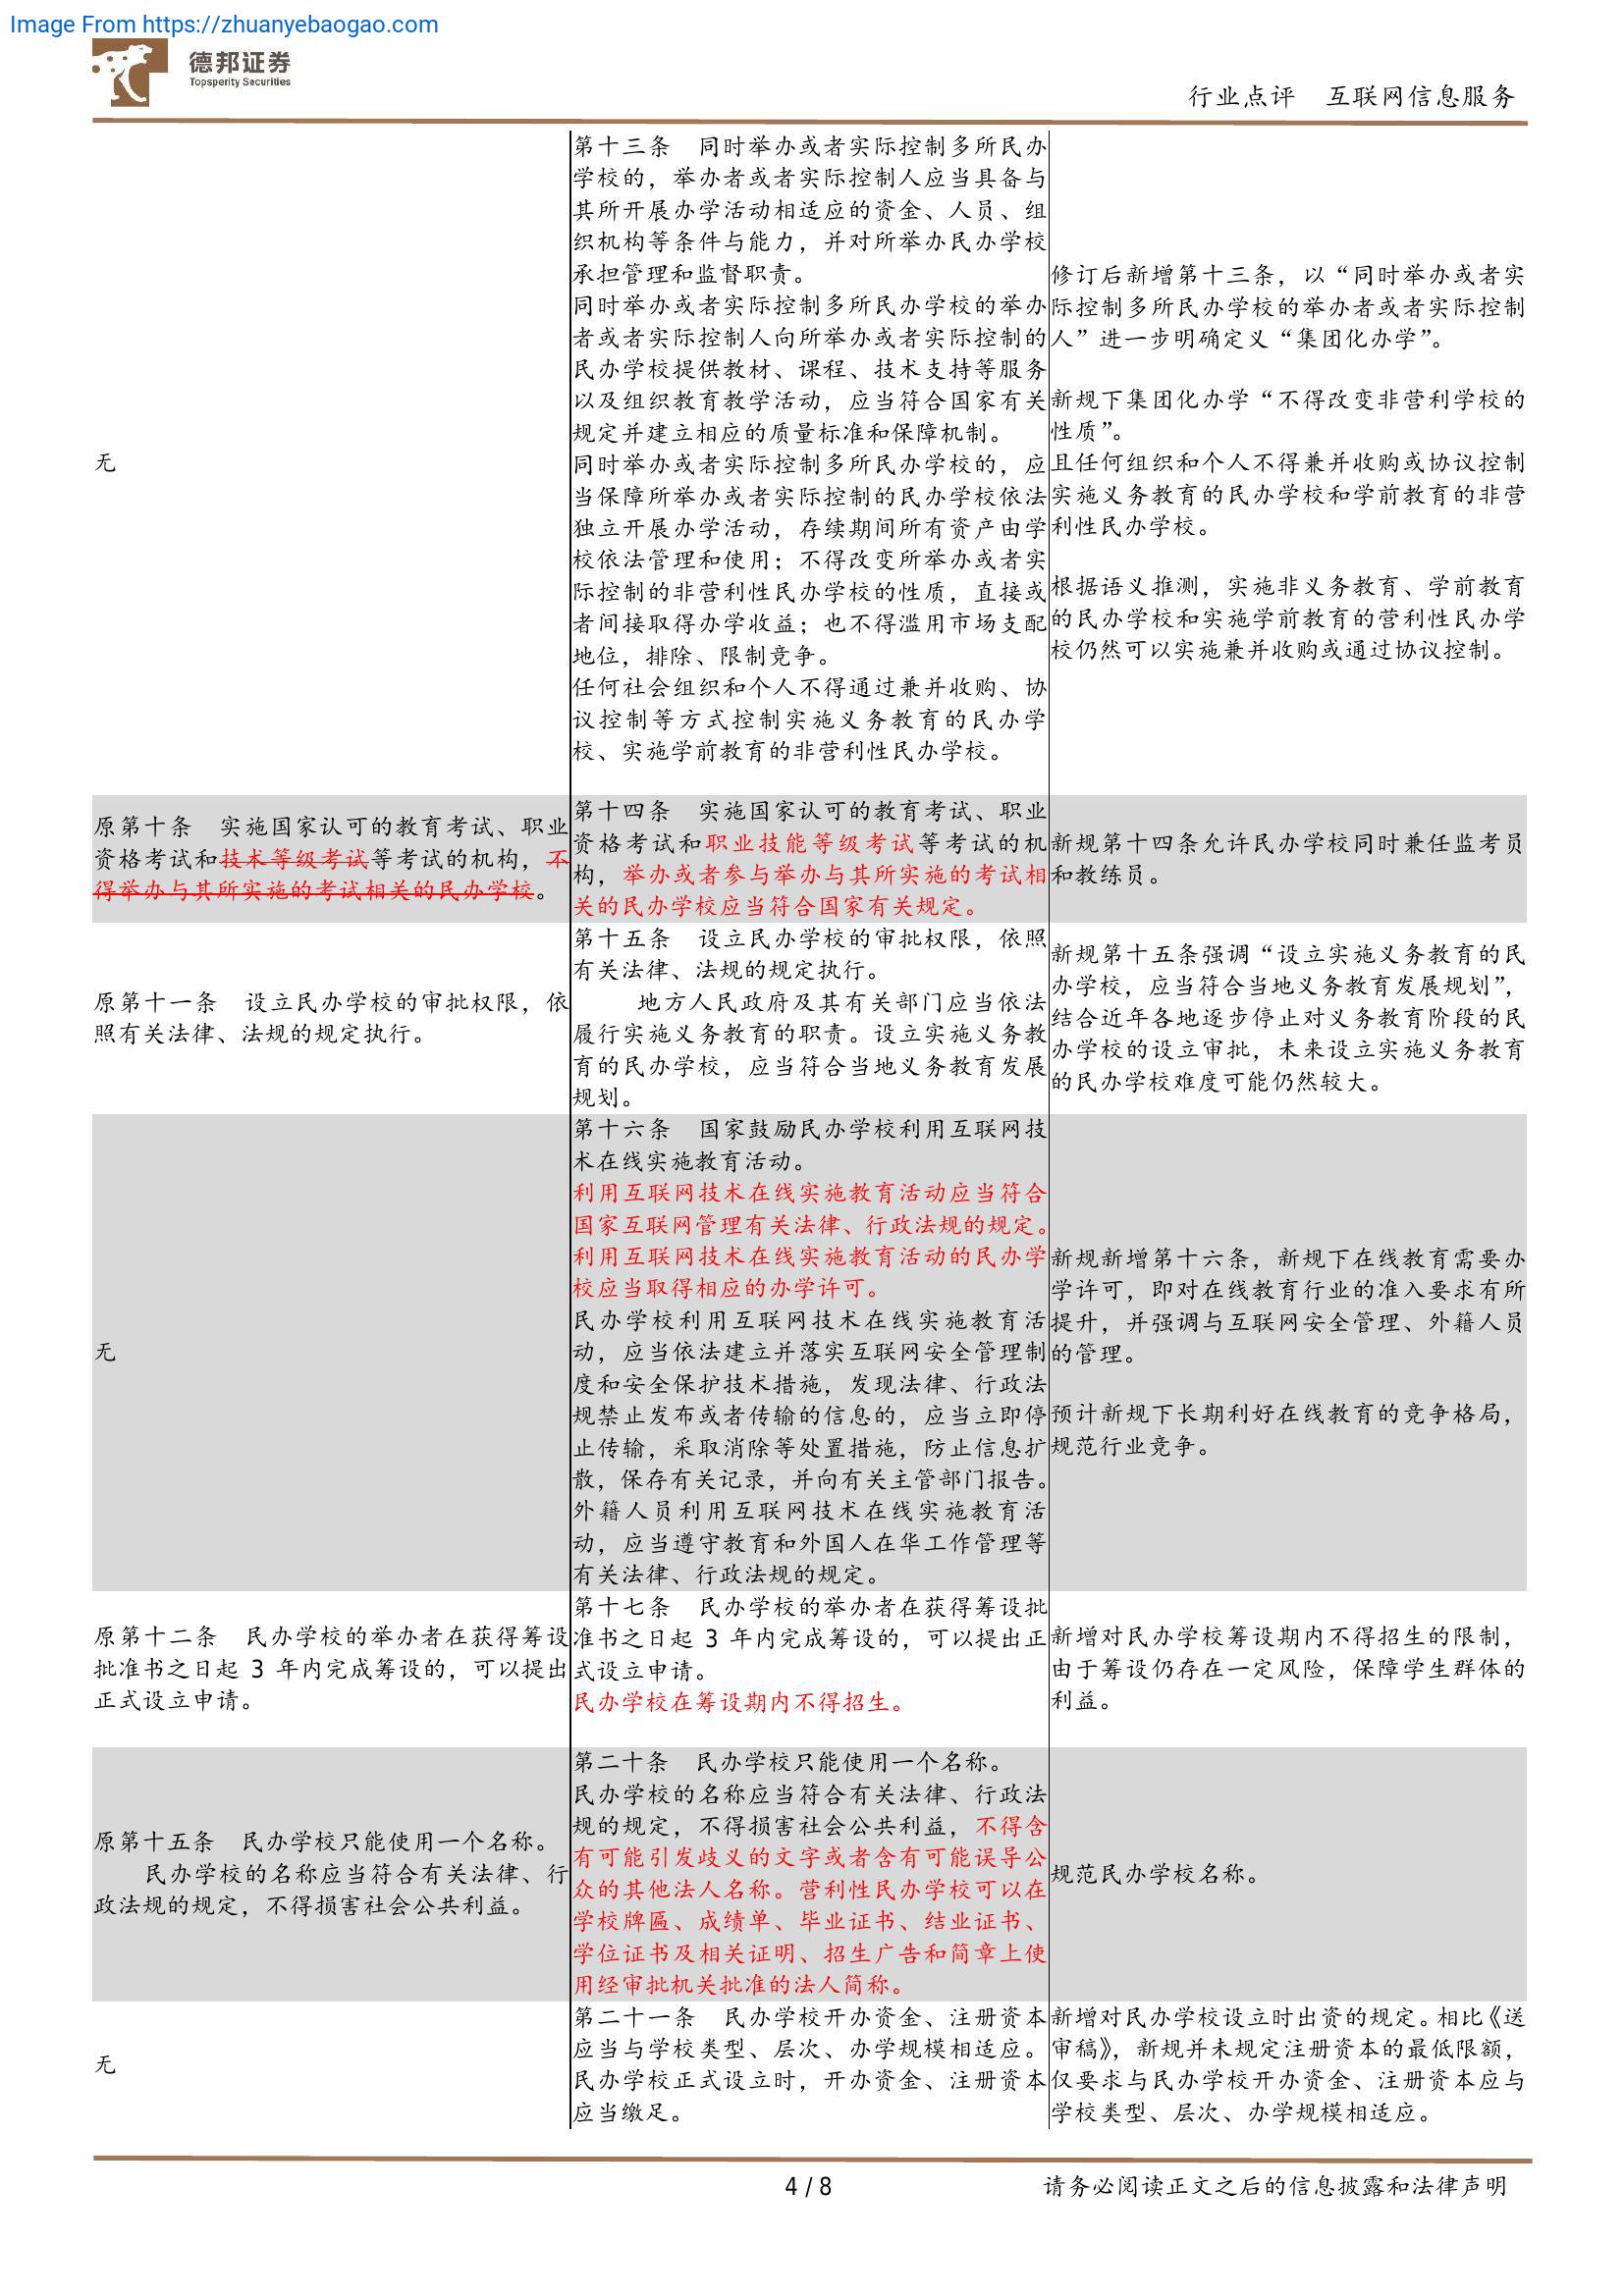 Image From https://zhuanyebaogao.com
德邦证券
Topsperity Securities
行业点评 互联网信息服务
无
第十三条 同时举办或者实际控制多所民办
学校的，举办者或者实际控制人应当具备与
其所开展办学活动相适应的资金、人员、组
织机构等条件与能力，并对所举办民办学校
承担管理和监督职责。
同时举办或者实际控制多所民办学校的举办
者或者实际控制人向所举办或者实际控制的
民办学校提供教材、课程、技术支持等服务
以及组织教育教学活动，应当符合国家有关
规定并建立相应的质量标准和保障机制。
同时举办或者实际控制多所民办学校的，应
当保障所举办或者实际控制的民办学校依法
独立开展办学活动，存续期间所有资产由学
校依法管理和使用；不得改变所举办或者实
际控制的非营利性民办学校的性质，直接或
者间接取得办学收益；也不得滥用市场支配
地位，排除、限制竞争。
任何社会组织和个人不得通过兼并收购、协
议控制等方式控制实施义务教育的民办学
校、实施学前教育的非营利性民办学校。
修订后新增第十三条，以“同时举办或者实
际控制多所民办学校的举办者或者实际控制
人”进一步明确定义“集团化办学”。
新规下集团化办学“不得改变非营利学校的
性质”。
且任何组织和个人不得兼并收购或协议控制
实施义务教育的民办学校和学前教育的非营
利性民办学校。
根据语义推测，实施非义务教育、学前教育
的民办学校和实施学前教育的营利性民办学
校仍然可以实施兼并收购或通过协议控制。
原第十条 实施国家认可的教育考试、职业
资格考试和技术等级考试等考试的机构，不
得举办与其所实施的考试相关的民办学校。
第十四条 实施国家认可的教育考试、职业
资格考试和职业技能等级考试等考试的机
构，举办或者参与举办与其所实施的考试相
关的民办学校应当符合国家有关规定。
新规第十四条允许民办学校同时兼任监考员
和教练员。
原第十一条 设立民办学校的审批权限，依
照有关法律、法规的规定执行。
第十五条 设立民办学校的审批权限，依照
有关法律、法规的规定执行。
地方人民政府及其有关部门应当依法
履行实施义务教育的职责。设立实施义务教
育的民办学校，应当符合当地义务教育发展
规划。
新规第十五条强调“设立实施义务教育的民
办学校，应当符合当地义务教育发展规划”，
结合近年各地逐步停止对义务教育阶段的民
办学校的设立审批，未来设立实施义务教育
的民办学校难度可能仍然较大。
无
第十六条 国家鼓励民办学校利用互联网技
术在线实施教育活动。
利用互联网技术在线实施教育活动应当符合
国家互联网管理有关法律、行政法规的规定。
利用互联网技术在线实施教育活动的民办学
校应当取得相应的办学许可。
民办学校利用互联网技术在线实施教育活
动，应当依法建立并落实互联网安全管理制
度和安全保护技术措施，发现法律、行政法
规禁止发布或者传输的信息的，应当立即停
止传输，采取消除等处置措施，防止信息扩
散，保存有关记录，并向有关主管部门报告。
外籍人员利用互联网技术在线实施教育活
动，应当遵守教育和外国人在华工作管理等
有关法律、行政法规的规定。
新规新增第十六条，新规下在线教育需要办
学许可，即对在线教育行业的准入要求有所
提升，并强调与互联网安全管理、外籍人员
的管理。
预计新规下长期利好在线教育的竞争格局，
规范行业竞争。
原第十二条 民办学校的举办者在获得筹设
批准书之日起 3 年内完成筹设的，可以提出
正式设立申请。
第十七条 民办学校的举办者在获得筹设批
准书之日起 3 年内完成筹设的，可以提出正
式设立申请。
民办学校在筹设期内不得招生。
新增对民办学校筹设期内不得招生的限制，
由于筹设仍存在一定风险，保障学生群体的
利益。
原第十五条 民办学校只能使用一个名称。
民办学校的名称应当符合有关法律、行
政法规的规定，不得损害社会公共利益。
第二十条 民办学校只能使用一个名称。
民办学校的名称应当符合有关法律、行政法
规的规定，不得损害社会公共利益，不得含
有可能引发歧义的文字或者含有可能误导公
众的其他法人名称。营利性民办学校可以在
学校牌匾、成绩单、毕业证书、结业证书、
学位证书及相关证明、招生广告和简章上使
用经审批机关批准的法人简称。
规范民办学校名称。
无
第二十一条 民办学校开办资金、注册资本
应当与学校类型、层次、办学规模相适应。
民办学校正式设立时，开办资金、注册资本
应当缴足。
新增对民办学校设立时出资的规定。相比《送
审稿》，新规并未规定注册资本的最低限额，
仅要求与民办学校开办资金、注册资本应与
学校类型、层次、办学规模相适应。
4 / 8
请务必阅读正文之后的信息披露和法律声明